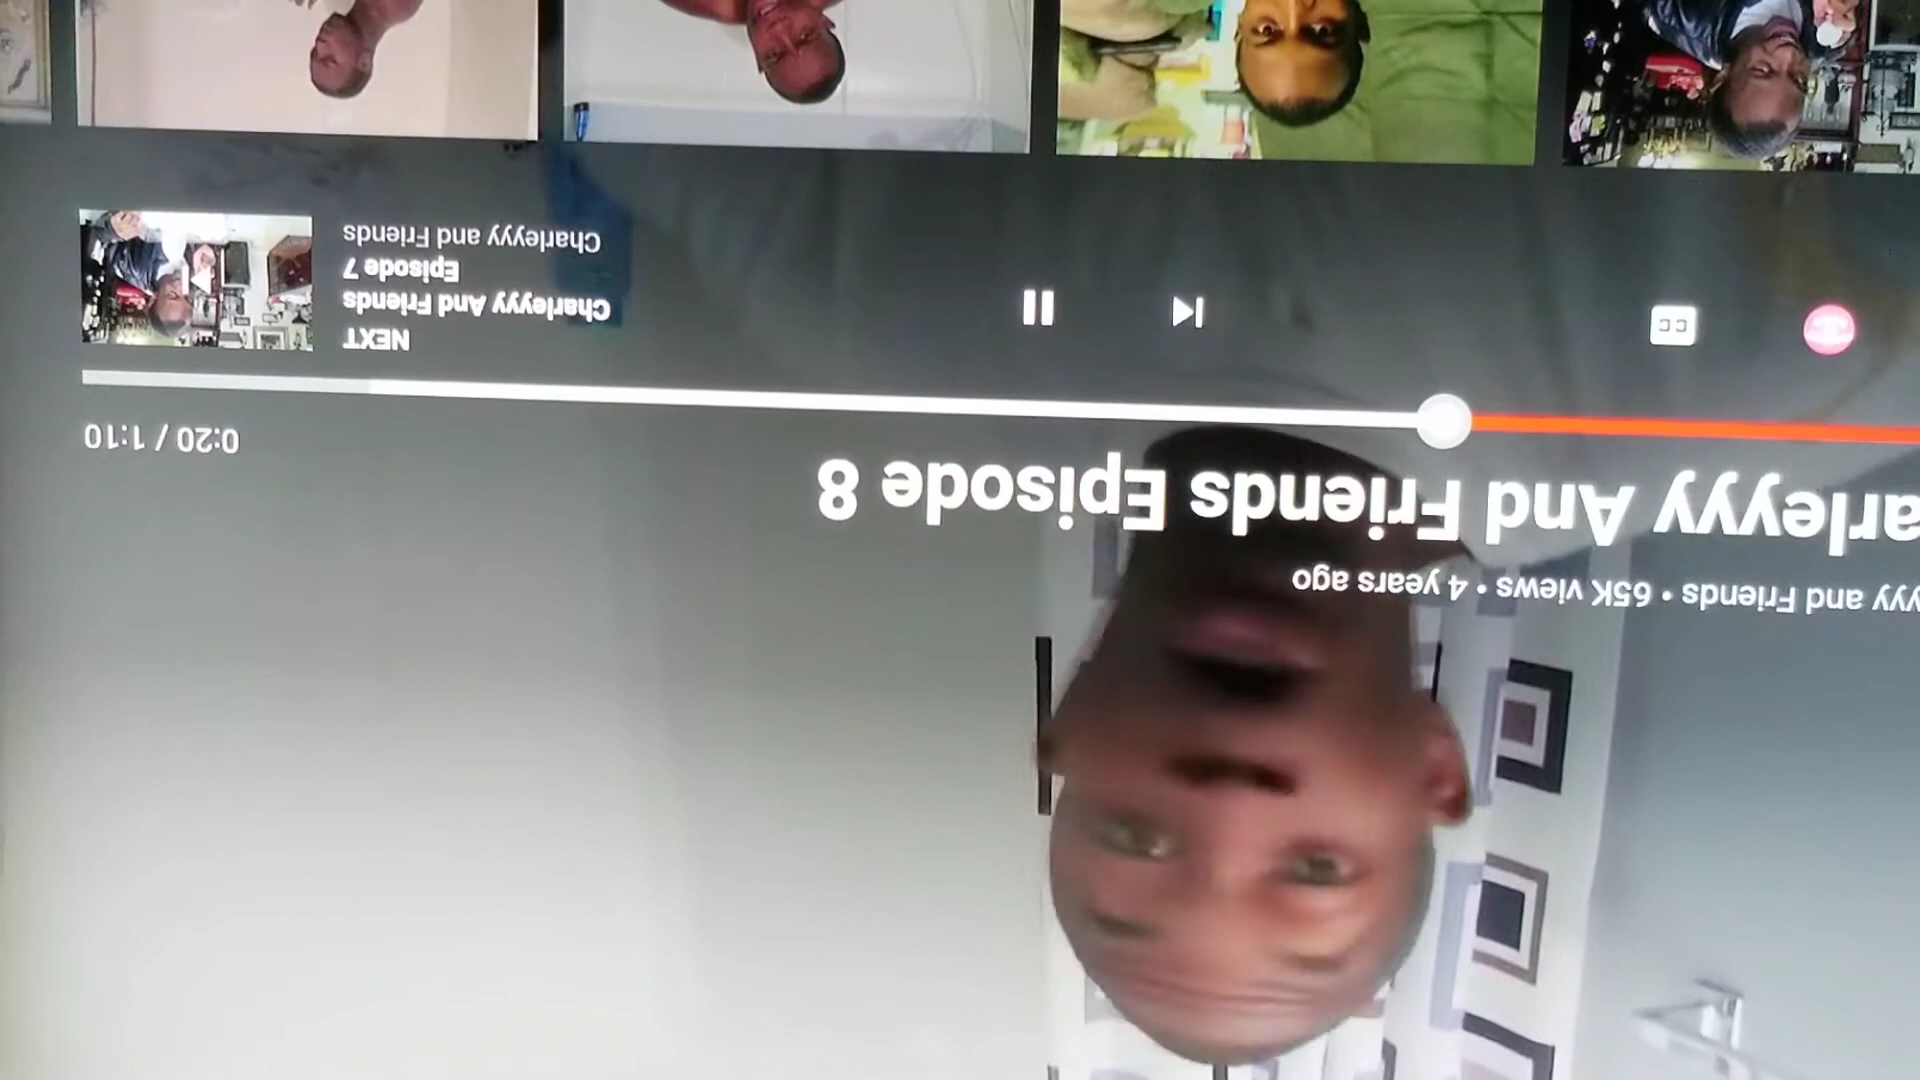 yyy and Friends • 65K views • 4 years ago
arleyyy And Friends Episode 8
0:20 / 1:10
NEXT
Charleyyy And Friends
Episode 7
Charleyyy and Friends
CC